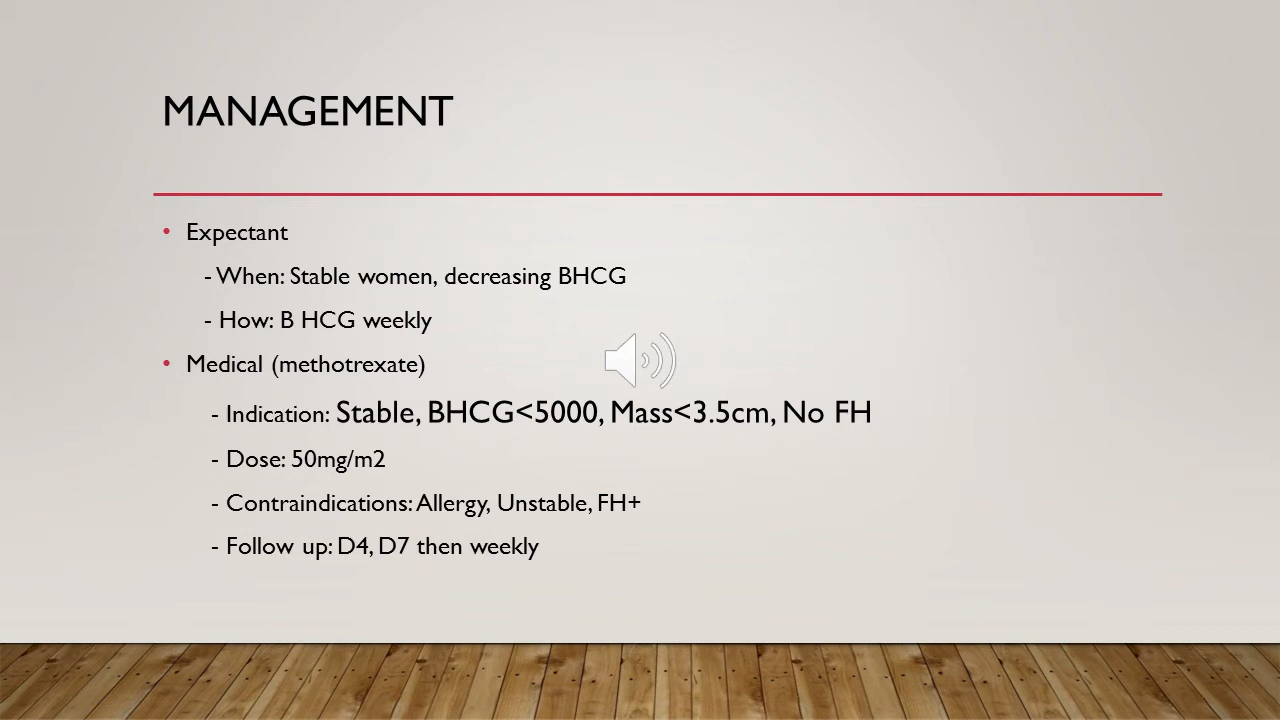 MANAGEMENT
• Expectant
- When: Stable women, decreasing BHCG
- How: B HCG weekly
• Medical (methotrexate)
- Indication: Stable, BHCG<5000, Mass<3.5cm, No FH
- Dose: 50mg/m2
- Contraindications: Allergy, Unstable, FH+
- Follow up: D4, D7 then weekly